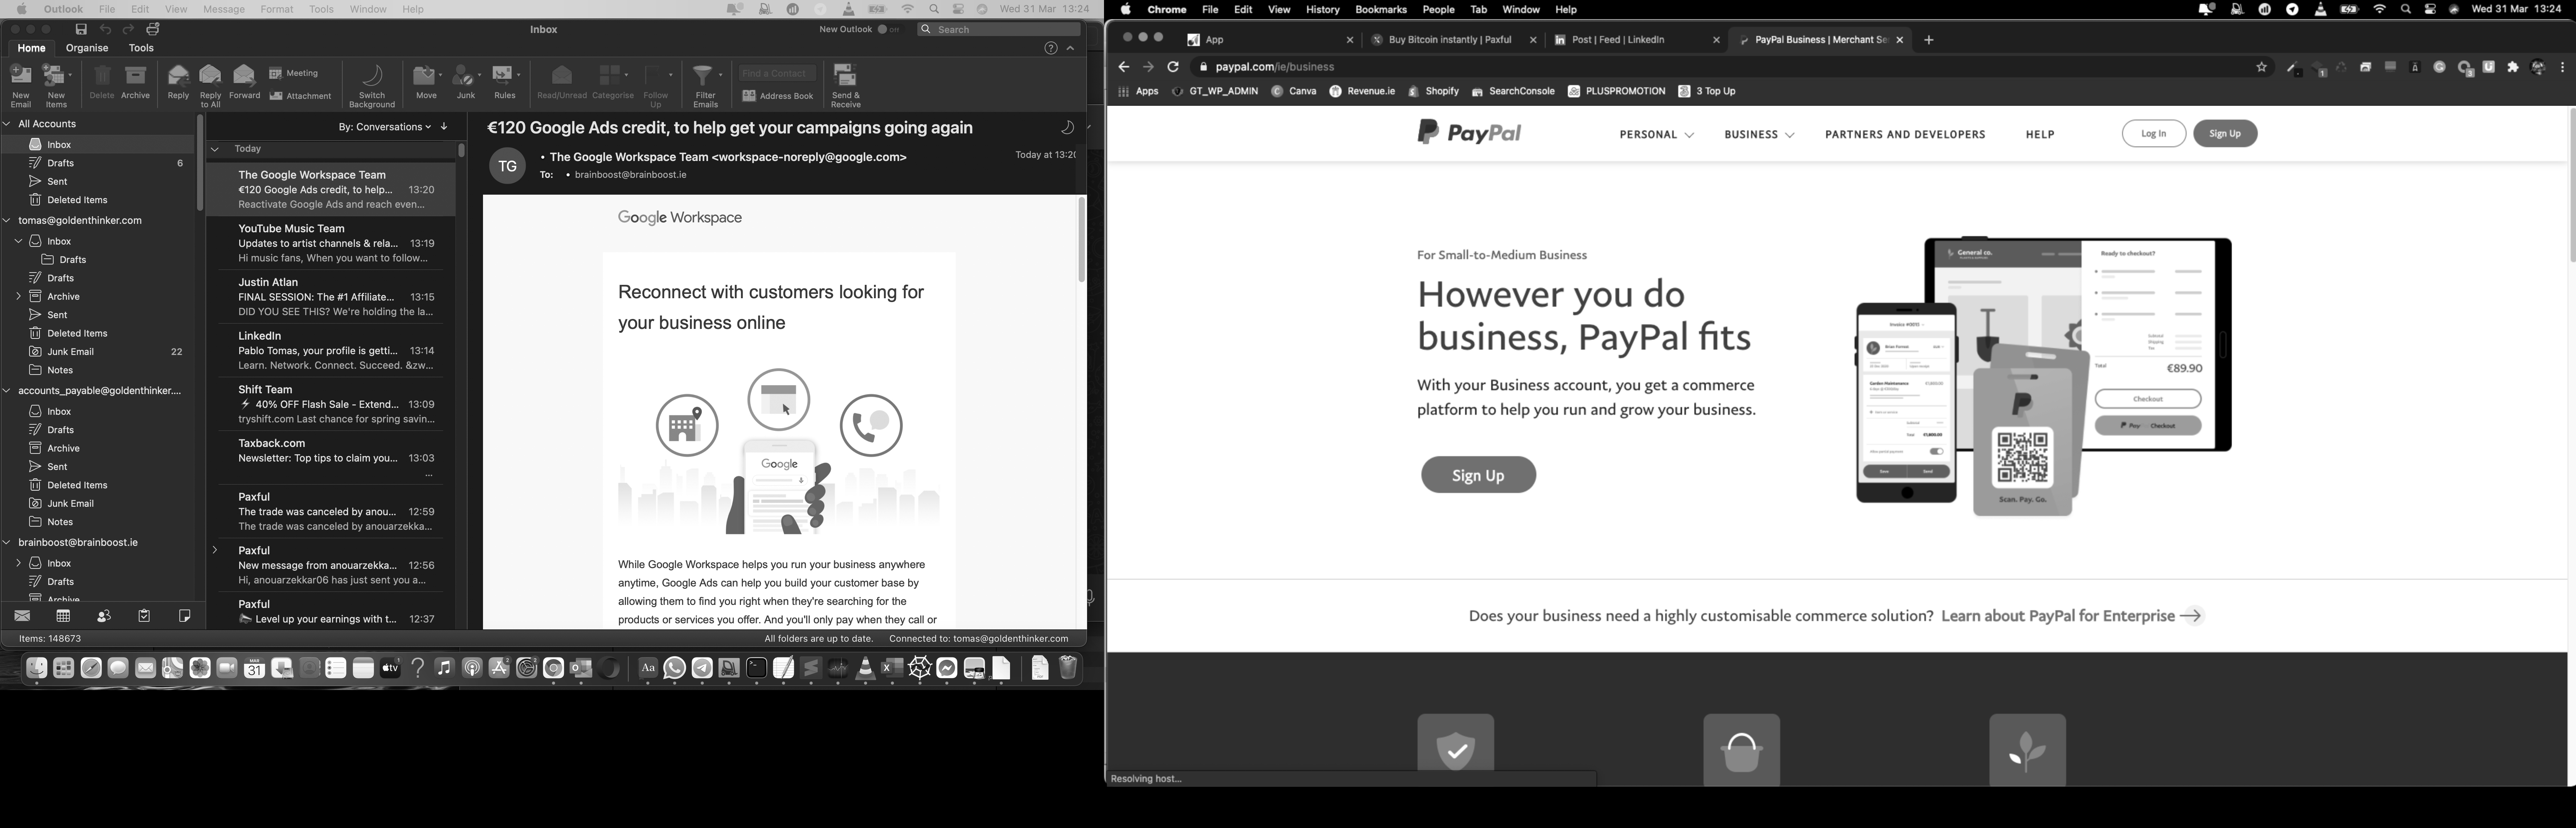 Outlook File Edit View Message Format Tools Window Help Wed 31 Mar 13:24
Inbox New Outlook Off Search
Home Organise Tools
New Email
New Items
Delete
Archive
Reply
Reply to All
Forward
Meeting
Attachment
Switch Background
Move
Junk
Rules
Read/Unread
Categorise
Follow Up
Filter Emails
Find a Contact
Address Book
Send & Receive
All Accounts
Inbox
Drafts 6
Sent
Deleted Items
tomas@goldenthinker.com
Inbox
Drafts
Drafts
Archive
Sent
Deleted Items
Junk Email 22
Notes
accounts_payable@goldenthinker....
Inbox
Drafts
Archive
Sent
Deleted Items
Junk Email
Notes
brainboost@brainboost.ie
Inbox
Drafts
Archive
Items: 148673
By: Conversations
Today
The Google Workspace Team
€120 Google Ads credit, to help... 13:20
Reactivate Google Ads and reach even...
YouTube Music Team
Updates to artist channels & rela... 13:19
Hi music fans, When you want to follow...
Justin Atlan
FINAL SESSION: The #1 Affiliate... 13:15
DID YOU SEE THIS? We're holding the la...
LinkedIn
Pablo Tomas, your profile is getti... 13:14
Learn. Network. Connect. Succeed. &zw...
Shift Team
⚡ 40% OFF Flash Sale - Extend... 13:09
tryshift.com Last chance for spring savin...
Taxback.com
Newsletter: Top tips to claim you... 13:03
...
Paxful
The trade was canceled by anou... 12:59
The trade was canceled by anouarzekka...
Paxful
New message from anouarzekka... 12:56
Hi, anouarzekkar06 has just sent you a...
Paxful
Level up your earnings with t... 12:37
€120 Google Ads credit, to help get your campaigns going again
TG
The Google Workspace Team <workspace-noreply@google.com>
Today at 13:20
To: brainboost@brainboost.ie
Google Workspace
Reconnect with customers looking for
your business online
Google
While Google Workspace helps you run your business anywhere
anytime, Google Ads can help you build your customer base by
allowing them to find you right when they're searching for the
products or services you offer. And you'll only pay when they call or
All folders are up to date. Connected to: tomas@goldenthinker.com
MAR
31
tv
Aa
Chrome File Edit View History Bookmarks People Tab Window Help Wed 31 Mar 13:24
App
Buy Bitcoin instantly | Paxful
Post | Feed | LinkedIn
PayPal Business | Merchant Se
paypal.com/ie/business
Apps GT_WP_ADMIN Canva Revenue.ie Shopify SearchConsole PLUSPROMOTION 3 Top Up
PayPal
PERSONAL BUSINESS PARTNERS AND DEVELOPERS HELP
Log In Sign Up
For Small-to-Medium Business
However you do
business, PayPal fits
With your Business account, you get a commerce
platform to help you run and grow your business.
Sign Up
General co.
Ready to checkout?
Subtotal
Shipping
Tax
Total €89.90
Checkout
Pay Checkout
Scan. Pay. Go.
Does your business need a highly customisable commerce solution? Learn about PayPal for Enterprise
Resolving host...